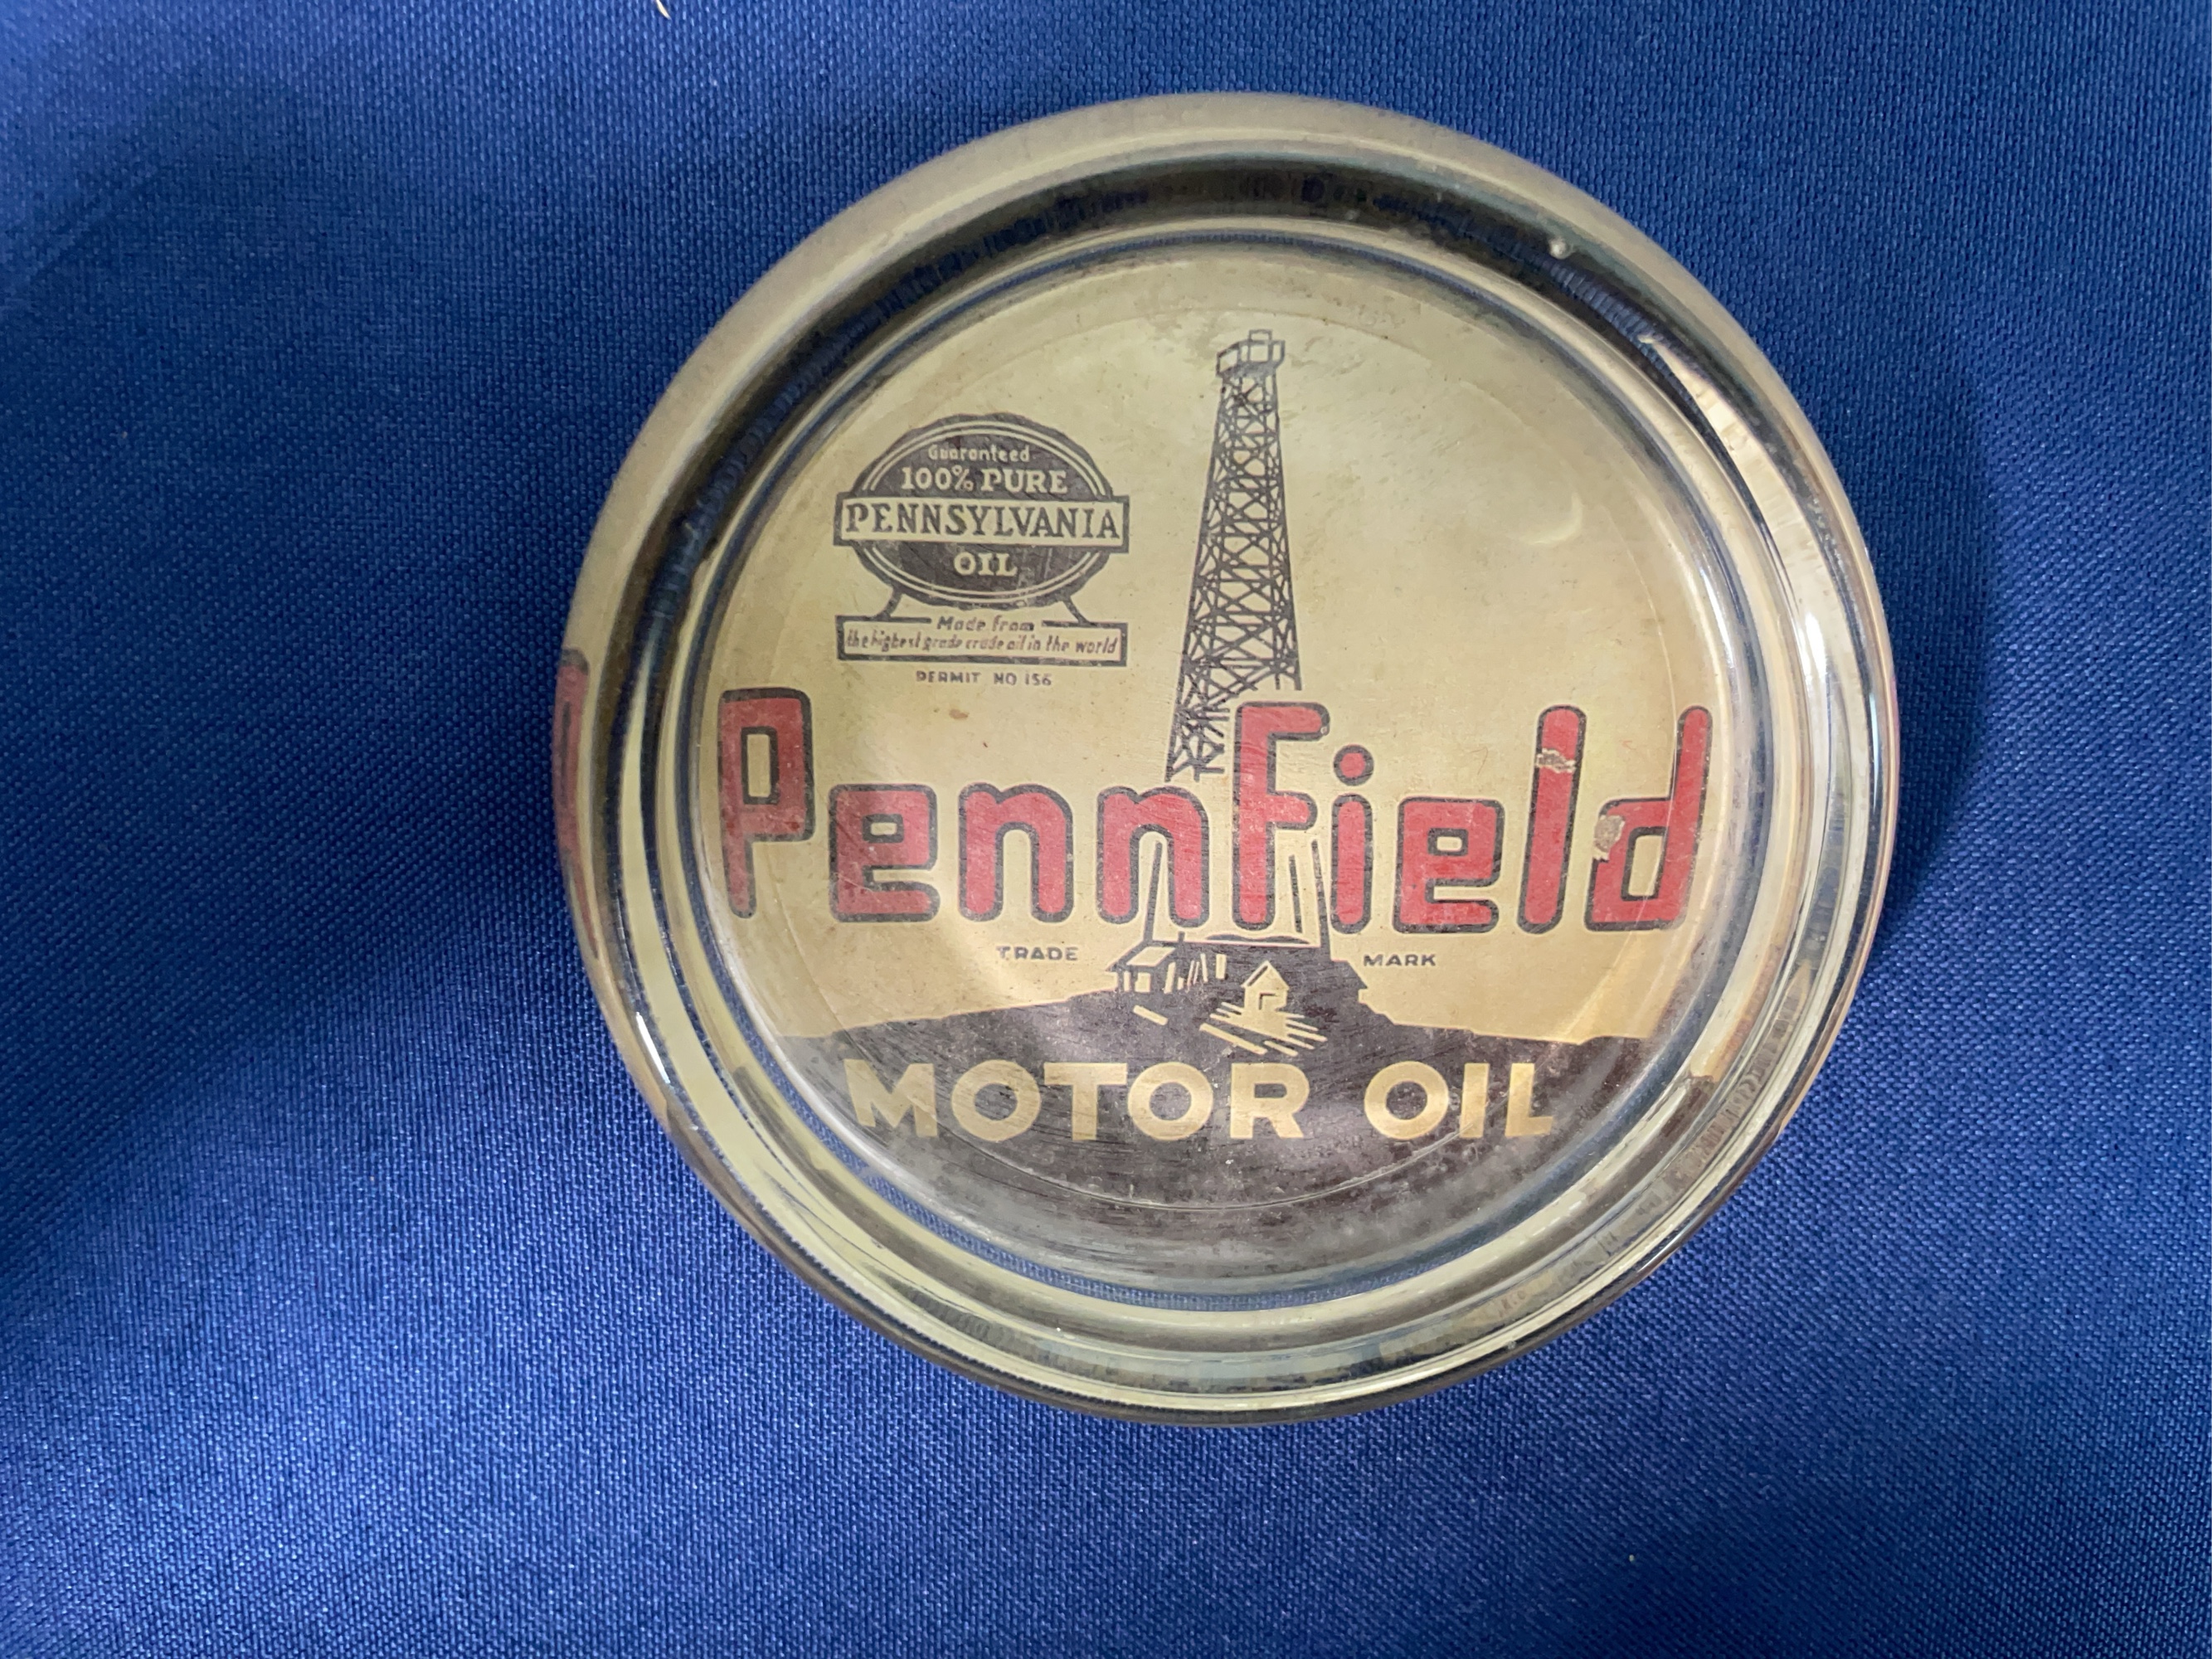 Guaranteed
100% PURE
PENNSYLVANIA
OIL
Made from
the highest grade crude oil in the world
PERMIT NO 156
Pennfield
TRADE MARK
MOTOR OIL